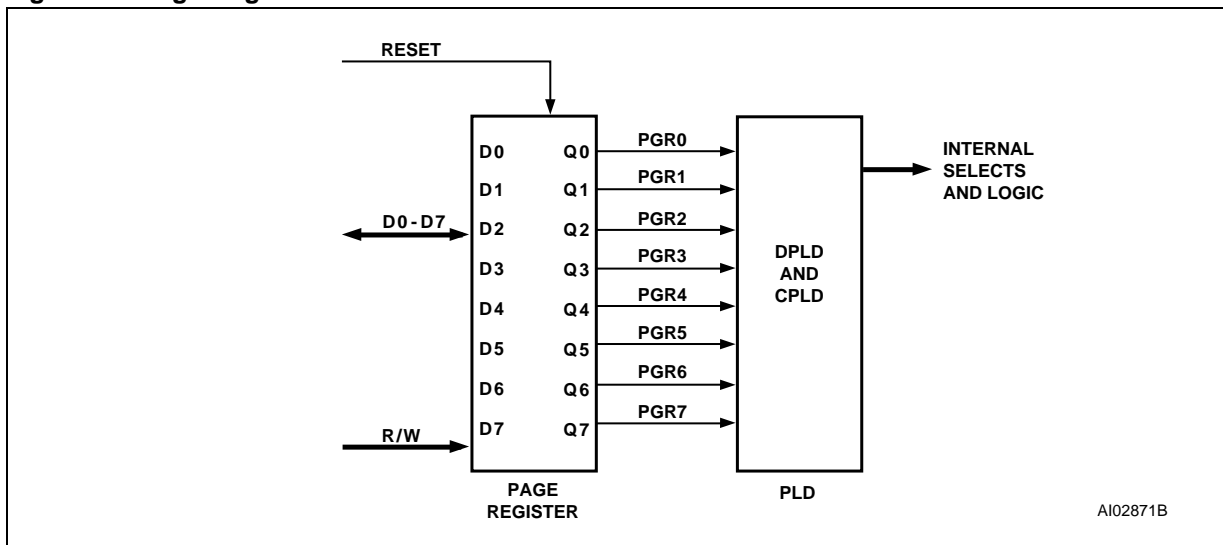 RESET
D0-D7
R/W
D0 Q0
D1 Q1
D2 Q2
D3 Q3
D4 Q4
D5 Q5
D6 Q6
D7 Q7
PAGE
REGISTER
PGR0
PGR1
PGR2
PGR3
PGR4
PGR5
PGR6
PGR7
DPLD
AND
CPLD
PLD
INTERNAL
SELECTS
AND LOGIC
AI02871B